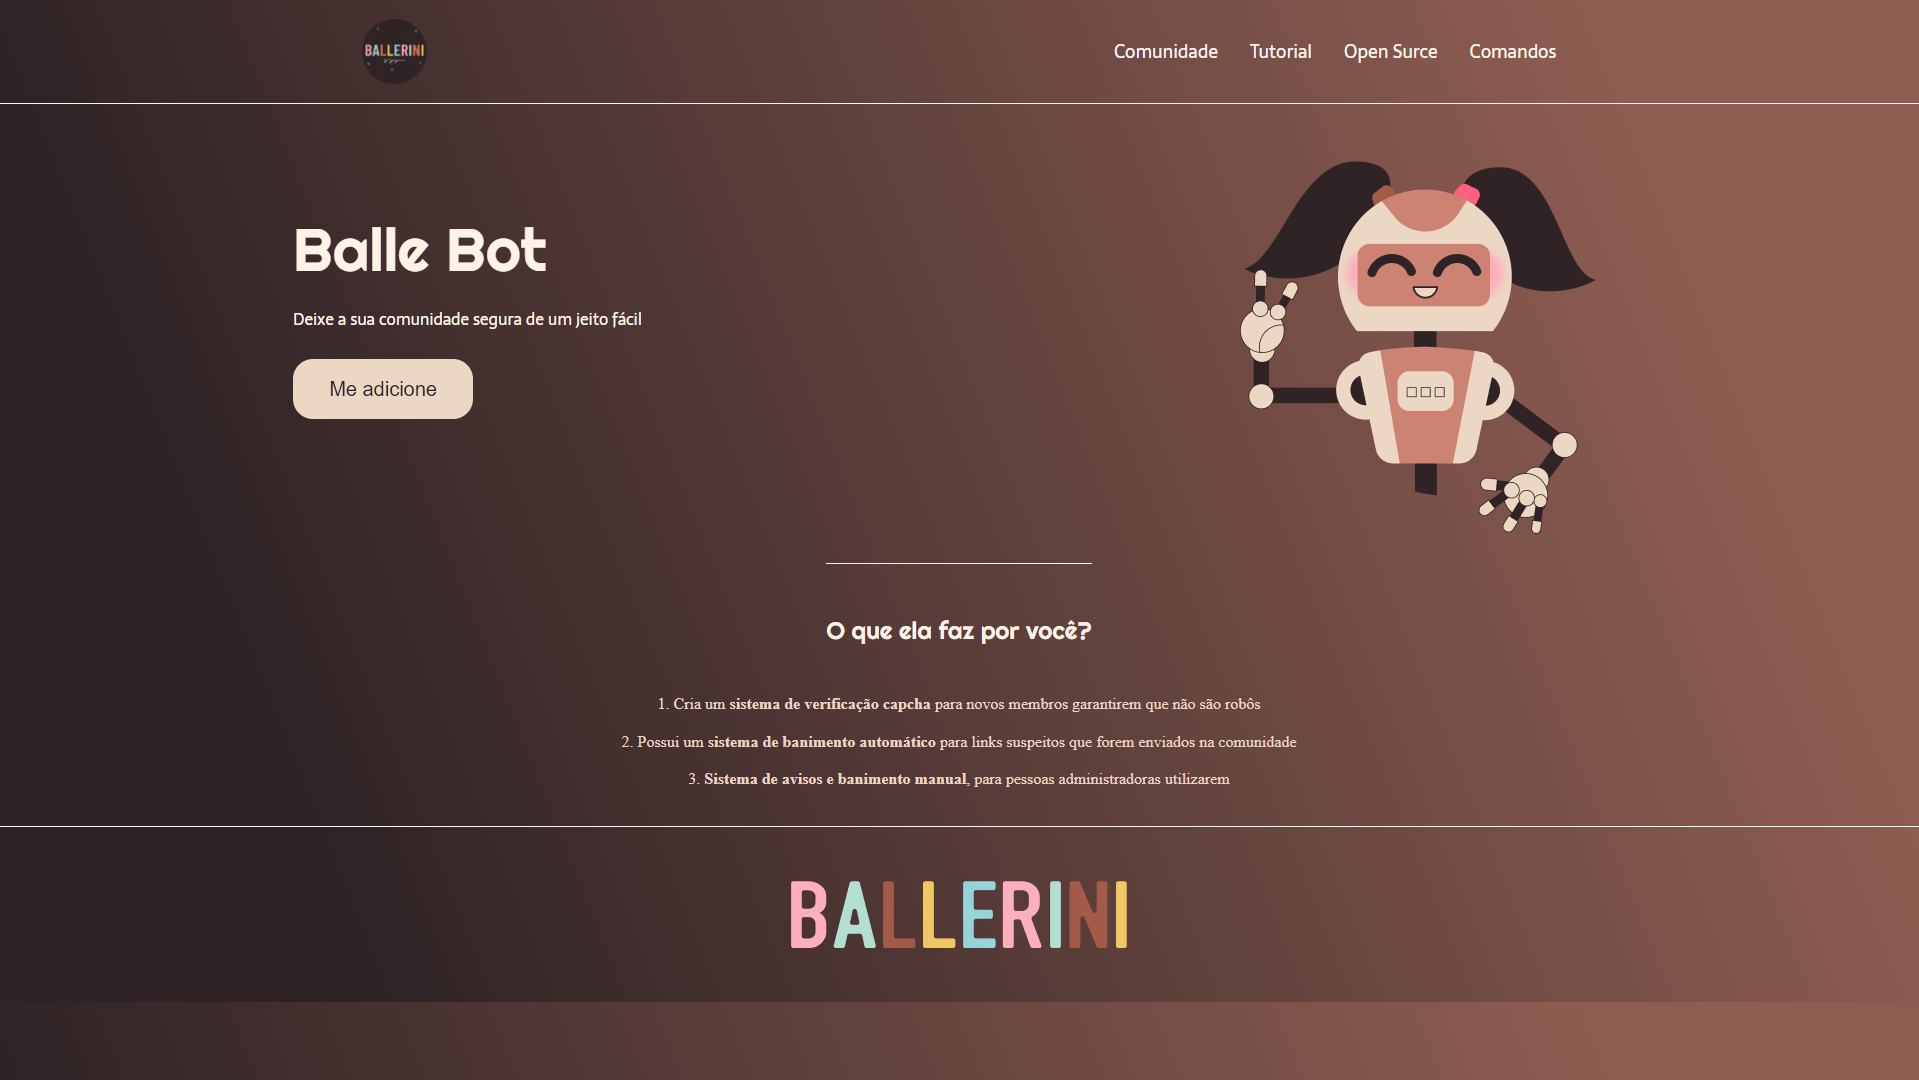 BALLERINI
Comunidade
Tutorial
Open Surce
Comandos
Balle Bot
Deixe a sua comunidade segura de um jeito fácil
Me adicione
O que ela faz por você?
1. Cria um sistema de verificação capcha para novos membros garantirem que não são robôs
2. Possui um sistema de banimento automático para links suspeitos que forem enviados na comunidade
3. Sistema de avisos e banimento manual, para pessoas administradoras utilizarem
BALLERINI